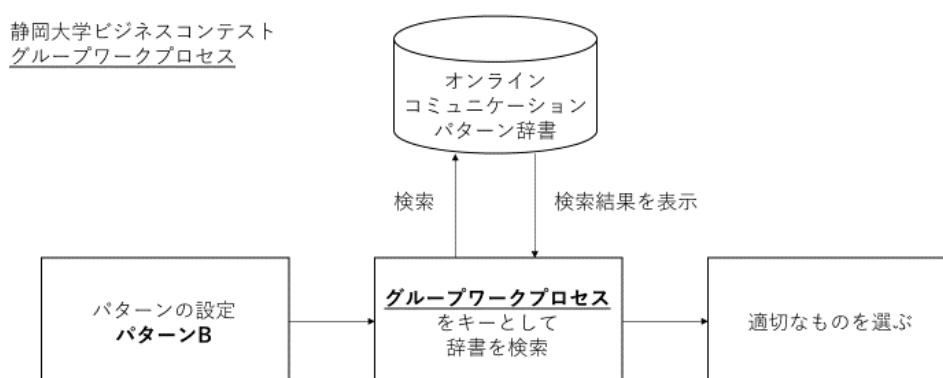 静岡大学ビジネスコンテスト
グループワークプロセス
オンライン
コミュニケーション
パターン辞書
検索
検索結果を表示
パターンの設定
パターンB
グループワークプロセス
をキーとして
辞書を検索
適切なものを選ぶ